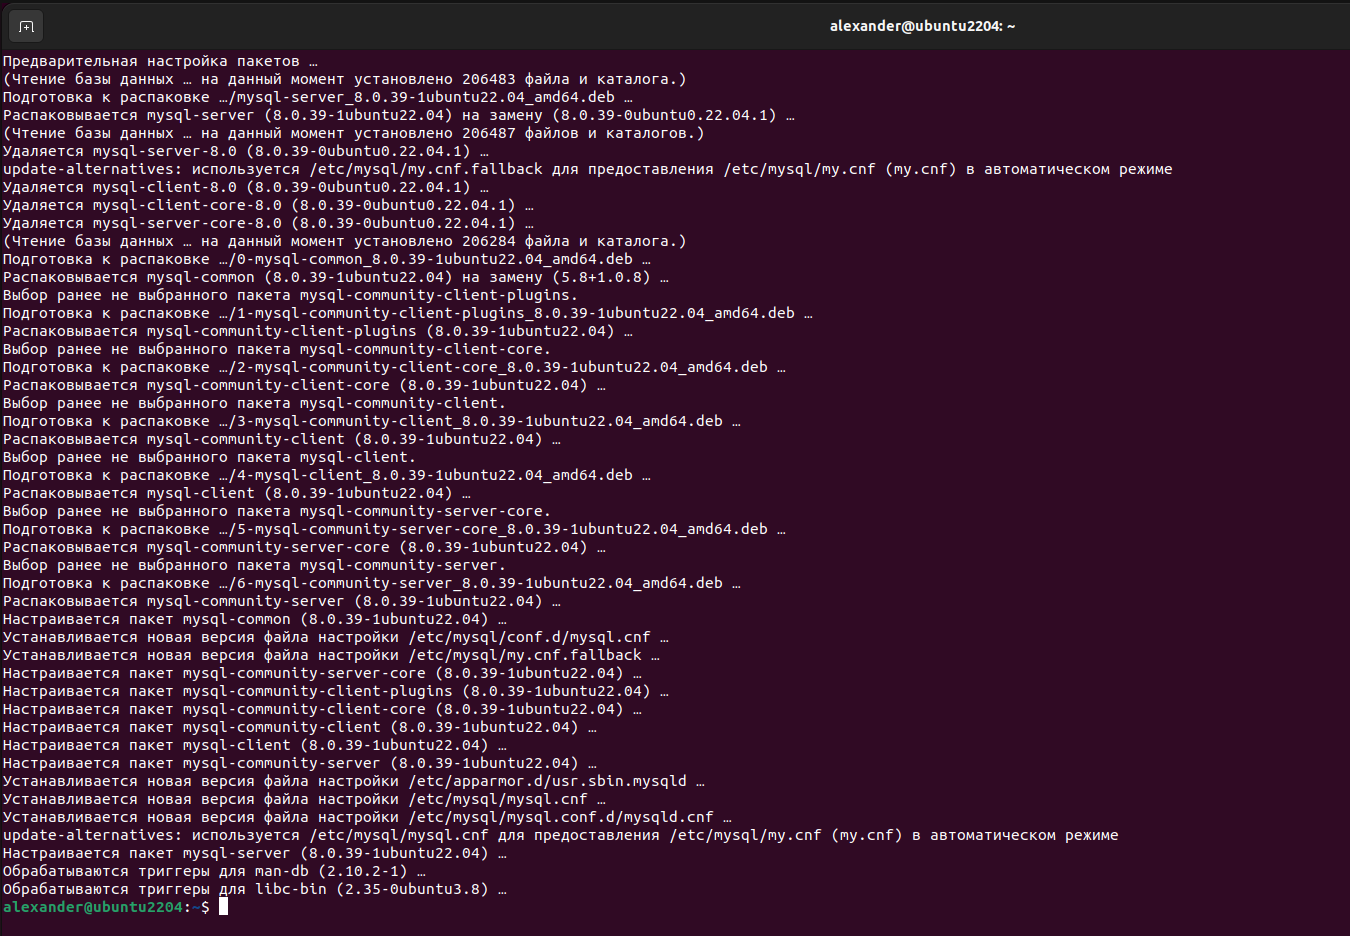 alexander@ubuntu2204: ~
Предварительная настройка пакетов …
(Чтение базы данных … на данный момент установлено 206483 файла и каталога.)
Подготовка к распаковке …/mysql-server_8.0.39-1ubuntu22.04_amd64.deb …
Распаковывается mysql-server (8.0.39-1ubuntu22.04) на замену (8.0.39-0ubuntu0.22.04.1) …
(Чтение базы данных … на данный момент установлено 206487 файлов и каталогов.)
Удаляется mysql-server-8.0 (8.0.39-0ubuntu0.22.04.1) …
update-alternatives: используется /etc/mysql/my.cnf.fallback для предоставления /etc/mysql/my.cnf (my.cnf) в автоматическом режиме
Удаляется mysql-client-8.0 (8.0.39-0ubuntu0.22.04.1) …
Удаляется mysql-client-core-8.0 (8.0.39-0ubuntu0.22.04.1) …
Удаляется mysql-server-core-8.0 (8.0.39-0ubuntu0.22.04.1) …
(Чтение базы данных … на данный момент установлено 206284 файла и каталога.)
Подготовка к распаковке …/0-mysql-common_8.0.39-1ubuntu22.04_amd64.deb …
Распаковывается mysql-common (8.0.39-1ubuntu22.04) на замену (5.8+1.0.8) …
Выбор ранее не выбранного пакета mysql-community-client-plugins.
Подготовка к распаковке …/1-mysql-community-client-plugins_8.0.39-1ubuntu22.04_amd64.deb …
Распаковывается mysql-community-client-plugins (8.0.39-1ubuntu22.04) …
Выбор ранее не выбранного пакета mysql-community-client-core.
Подготовка к распаковке …/2-mysql-community-client-core_8.0.39-1ubuntu22.04_amd64.deb …
Распаковывается mysql-community-client-core (8.0.39-1ubuntu22.04) …
Выбор ранее не выбранного пакета mysql-community-client.
Подготовка к распаковке …/3-mysql-community-client_8.0.39-1ubuntu22.04_amd64.deb …
Распаковывается mysql-community-client (8.0.39-1ubuntu22.04) …
Выбор ранее не выбранного пакета mysql-client.
Подготовка к распаковке …/4-mysql-client_8.0.39-1ubuntu22.04_amd64.deb …
Распаковывается mysql-client (8.0.39-1ubuntu22.04) …
Выбор ранее не выбранного пакета mysql-community-server-core.
Подготовка к распаковке …/5-mysql-community-server-core_8.0.39-1ubuntu22.04_amd64.deb …
Распаковывается mysql-community-server-core (8.0.39-1ubuntu22.04) …
Выбор ранее не выбранного пакета mysql-community-server.
Подготовка к распаковке …/6-mysql-community-server_8.0.39-1ubuntu22.04_amd64.deb …
Распаковывается mysql-community-server (8.0.39-1ubuntu22.04) …
Настраивается пакет mysql-common (8.0.39-1ubuntu22.04) …
Устанавливается новая версия файла настройки /etc/mysql/conf.d/mysql.cnf …
Устанавливается новая версия файла настройки /etc/mysql/my.cnf.fallback …
Настраивается пакет mysql-community-server-core (8.0.39-1ubuntu22.04) …
Настраивается пакет mysql-community-client-plugins (8.0.39-1ubuntu22.04) …
Настраивается пакет mysql-community-client-core (8.0.39-1ubuntu22.04) …
Настраивается пакет mysql-community-client (8.0.39-1ubuntu22.04) …
Настраивается пакет mysql-client (8.0.39-1ubuntu22.04) …
Настраивается пакет mysql-community-server (8.0.39-1ubuntu22.04) …
Устанавливается новая версия файла настройки /etc/apparmor.d/usr.sbin.mysqld …
Устанавливается новая версия файла настройки /etc/mysql/mysql.cnf …
Устанавливается новая версия файла настройки /etc/mysql/mysql.conf.d/mysqld.cnf …
update-alternatives: используется /etc/mysql/mysql.cnf для предоставления /etc/mysql/my.cnf (my.cnf) в автоматическом режиме
Настраивается пакет mysql-server (8.0.39-1ubuntu22.04) …
Обрабатываются триггеры для man-db (2.10.2-1) …
Обрабатываются триггеры для libc-bin (2.35-0ubuntu3.8) …
alexander@ubuntu2204:~$